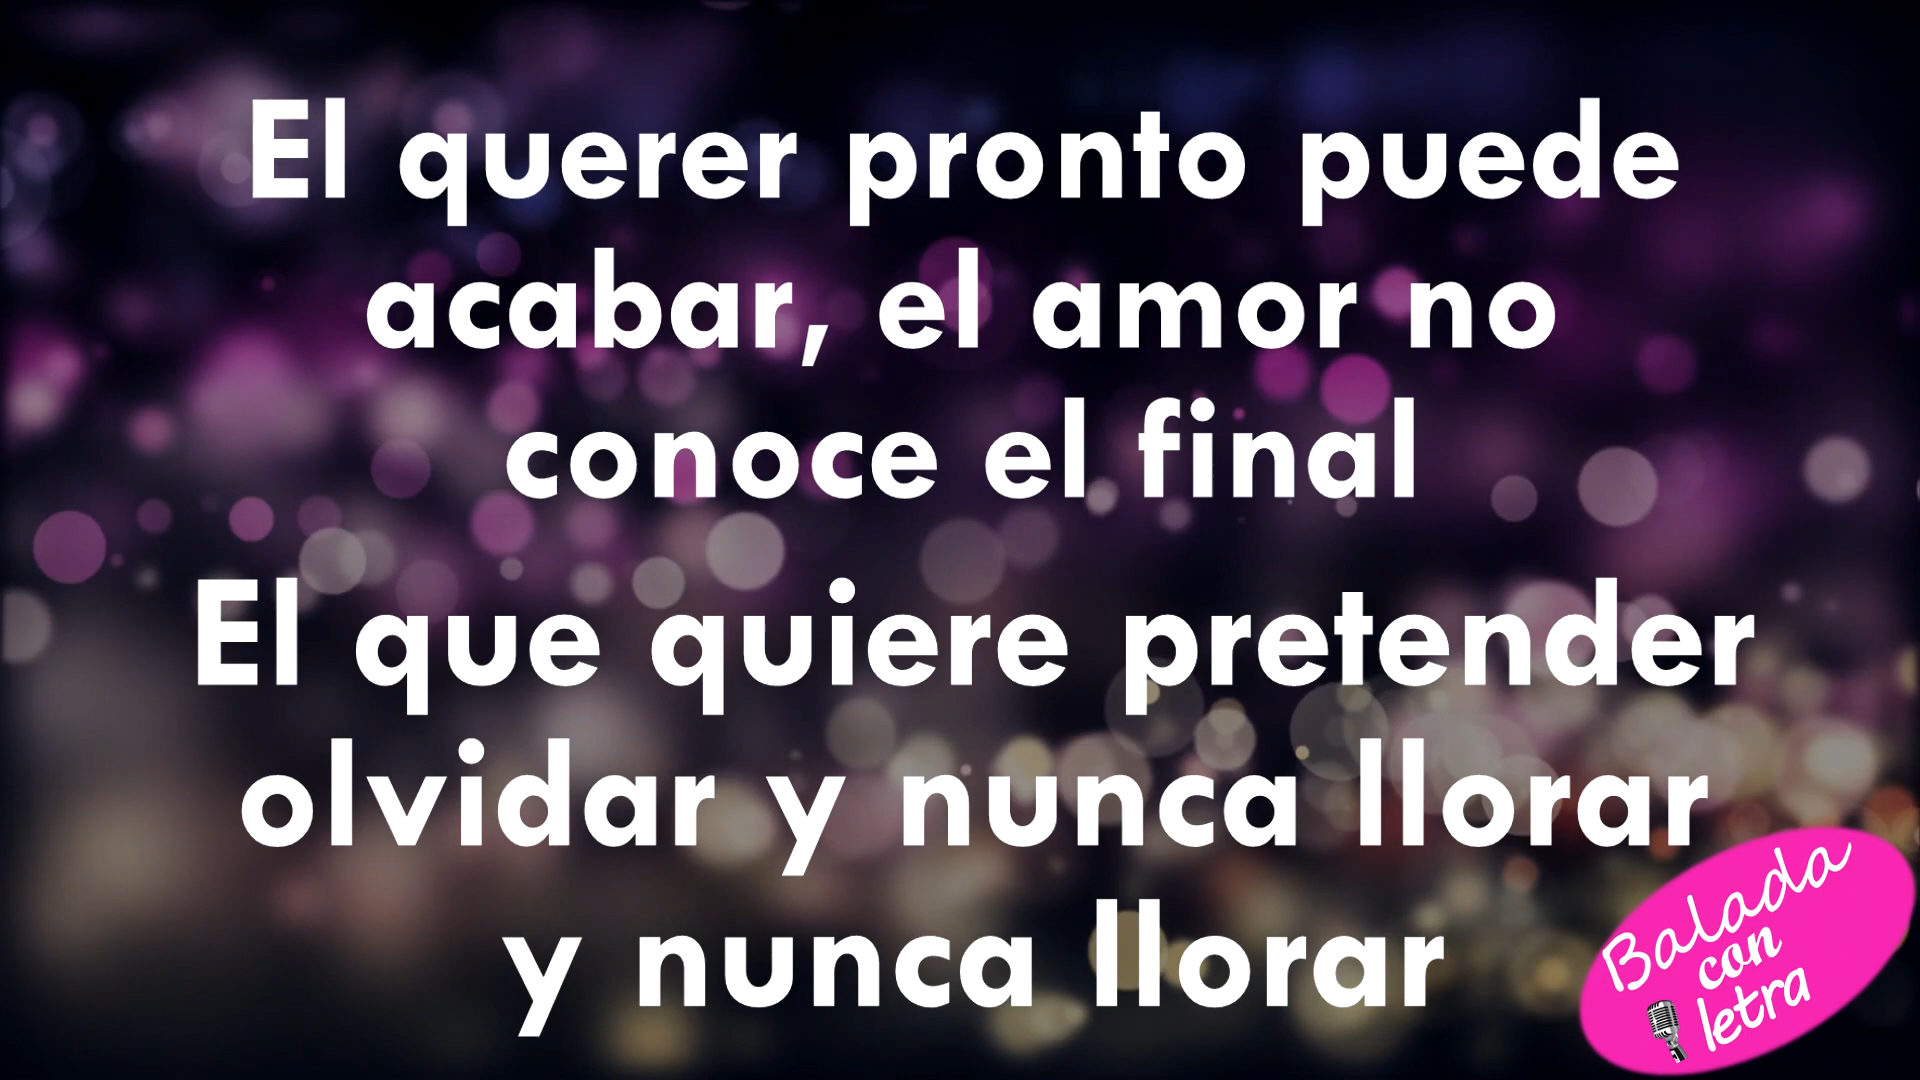 El querer pronto puede
acabar, el amor no
conoce el final
El que quiere pretender
olvidar y nunca llorar
y nunca llorar
Balada
con
letra